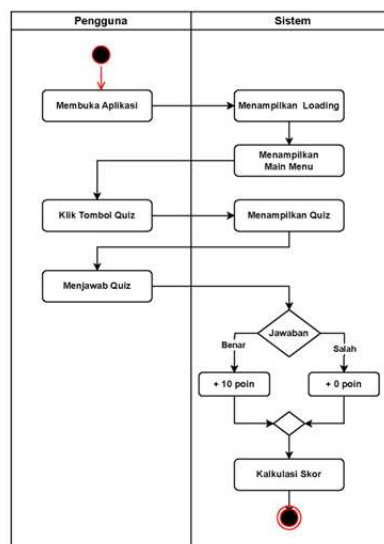 Pengguna
Sistem
Membuka Aplikasi
Menampilkan Loading
Menampilkan
Main Menu
Klik Tombol Quiz
Menampilkan Quiz
Menjawab Quiz
Jawaban
Benar
Salah
+ 10 poin
+ 0 poin
Kalkulasi Skor